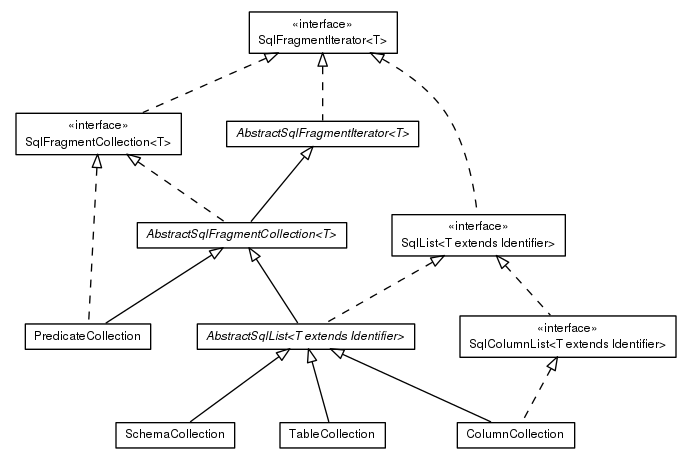 «interface»
SqlFragmentIterator<T>
«interface»
SqlFragmentCollection<T>
AbstractSqlFragmentIterator<T>
AbstractSqlFragmentCollection<T>
«interface»
SqlList<T extends Identifier>
PredicateCollection
AbstractSqlList<T extends Identifier>
«interface»
SqlColumnList<T extends Identifier>
SchemaCollection
TableCollection
ColumnCollection